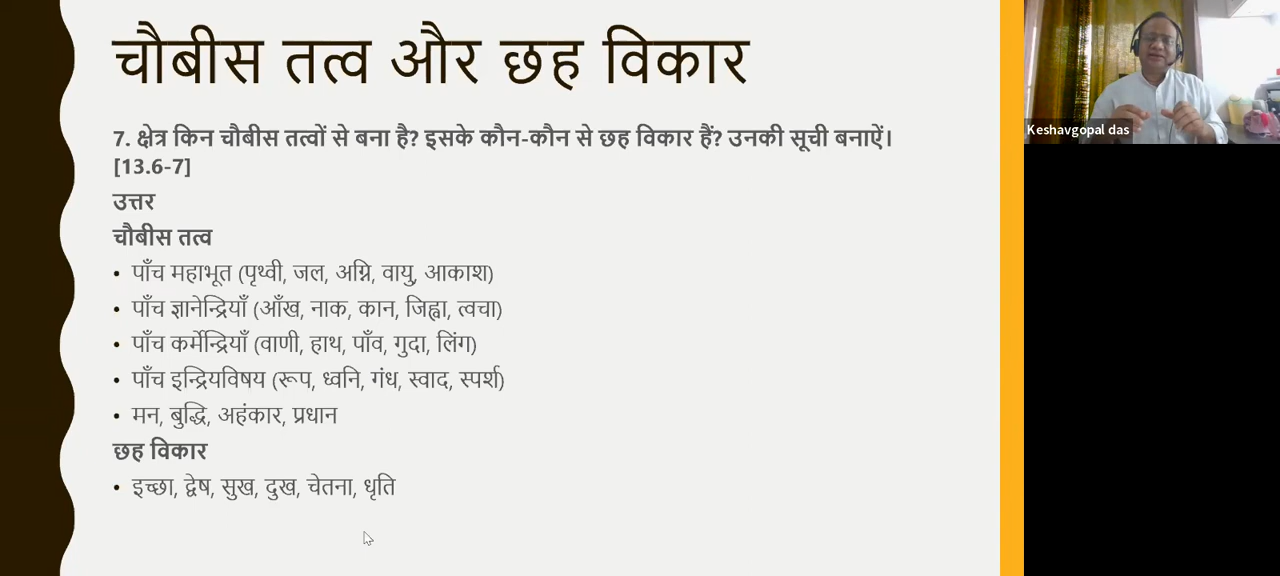 चौबीस तत्व और छह विकार
7. क्षेत्र किन चौबीस तत्वों से बना है? इसके कौन-कौन से छह विकार हैं? उनकी सूची बनाऐं।
[13.6-7]
उत्तर
चौबीस तत्व
• पाँच महाभूत (पृथ्वी, जल, अग्नि, वायु, आकाश)
• पाँच ज्ञानेन्द्रियाँ (आँख, नाक, कान, जिह्वा, त्वचा)
• पाँच कर्मेन्द्रियाँ (वाणी, हाथ, पाँव, गुदा, लिंग)
• पाँच इन्द्रियविषय (रूप, ध्वनि, गंध, स्वाद, स्पर्श)
• मन, बुद्धि, अहंकार, प्रधान
छह विकार
• इच्छा, द्वेष, सुख, दुख, चेतना, धृति
Keshavgopal das